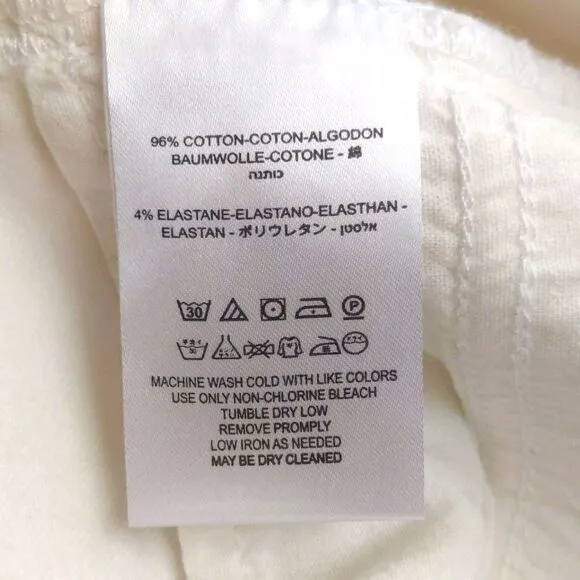 96% COTTON-COTON-ALGODON
BAUMWOLLE-COTONE - 綿
כותנה
4% ELASTANE-ELASTANO-ELASTHAN -
ELASTAN - ポリウレタン - אלסטן
30 P
MACHINE WASH COLD WITH LIKE COLORS
USE ONLY NON-CHLORINE BLEACH
TUMBLE DRY LOW
REMOVE PROMPLY
LOW IRON AS NEEDED
MAY BE DRY CLEANED